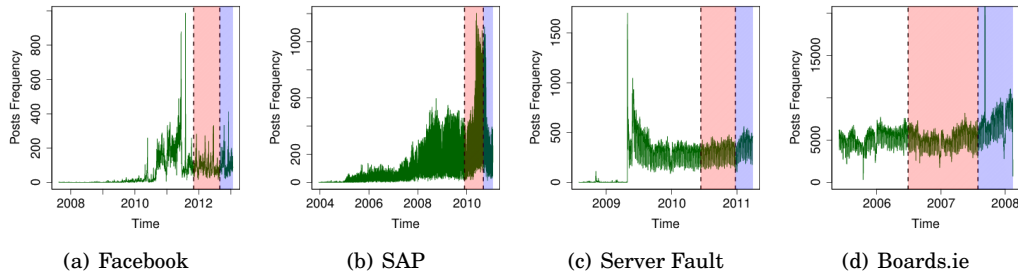 Posts Frequency
0 200 400 600 800
2008 2010 2012
Time
(a) Facebook
Posts Frequency
0 200 600 1000
2004 2006 2008 2010
Time
(b) SAP
Posts Frequency
0 500 1000 1500
2009 2010 2011
Time
(c) Server Fault
Posts Frequency
0 5000 15000
2006 2007 2008
Time
(d) Boards.ie